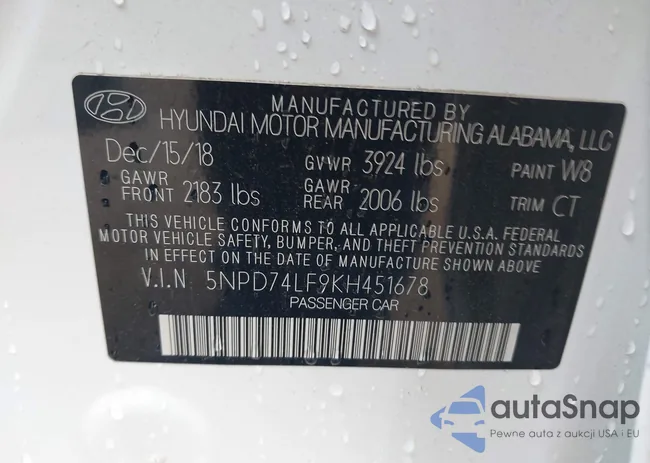 MANUFACTURED BY
HYUNDAI MOTOR MANUFACTURING ALABAMA, LLC
Dec/15/18 GVWR 3924 lbs PAINT W8
GAWR FRONT 2183 lbs GAWR REAR 2006 lbs TRIM CT
THIS VEHICLE CONFORMS TO ALL APPLICABLE U.S.A. FEDERAL
MOTOR VEHICLE SAFETY, BUMPER, AND THEFT PREVENTION STANDARDS
IN EFFECT ON THE DATE OF MANUFACTURE SHOWN ABOVE
V.I.N 5NPD74LF9KH451678
PASSENGER CAR
autaSnap
Pewne auta z aukcji USA i EU